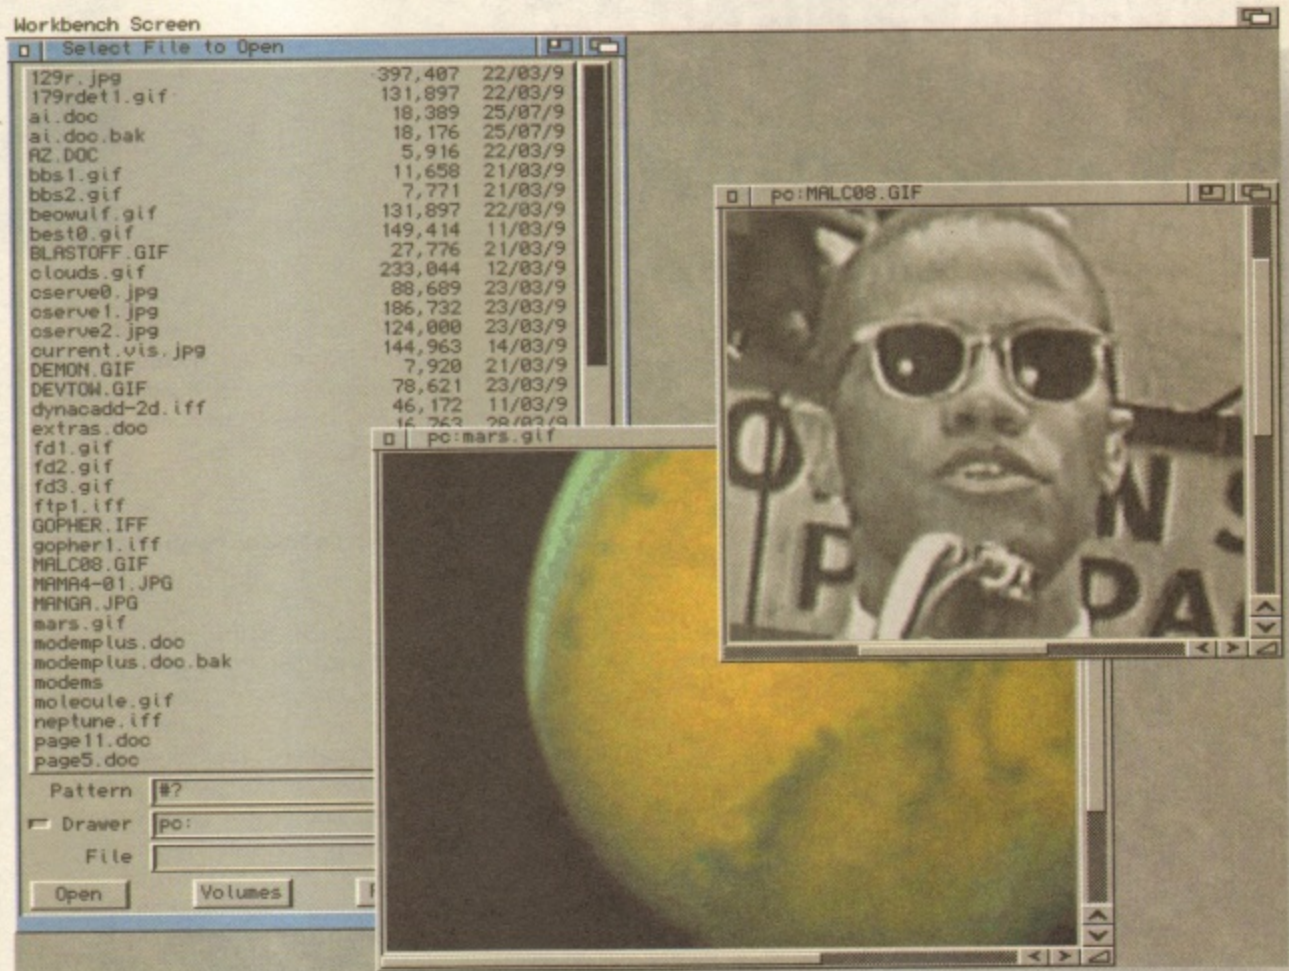 Workbench Screen
Select File to Open
129r.jpg 397,407 22/03/9
179rdet1.gif 131,897 22/03/9
ai.doc 18,389 25/07/9
ai.doc.bak 18,176 25/07/9
AZ.DOC 5,916 22/03/9
bbs1.gif 11,658 21/03/9
bbs2.gif 7,771 21/03/9
beowulf.gif 131,897 22/03/9
best0.gif 149,414 11/03/9
BLASTOFF.GIF 27,776 21/03/9
clouds.gif 233,044 12/03/9
cserve0.jpg 88,689 23/03/9
cserve1.jpg 186,732 23/03/9
cserve2.jpg 124,000 23/03/9
current.vis.jpg 144,963 14/03/9
DEMON.GIF 7,920 21/03/9
DEVTOW.GIF 78,621 23/03/9
dynacadd-2d.iff 46,172 11/03/9
extras.doc 16,763 28/03/9
fd1.gif
fd2.gif
fd3.gif
ftp1.iff
GOPHER.IFF
gopher1.iff
MALC08.GIF
MAMA4-01.JPG
MANGA.JPG
mars.gif
modemplus.doc
modemplus.doc.bak
modems
molecule.gif
neptune.iff
page11.doc
page5.doc
Pattern #?
Drawer pc:
File
Open Volumes
pc:mars.gif
pc:MALC08.GIF